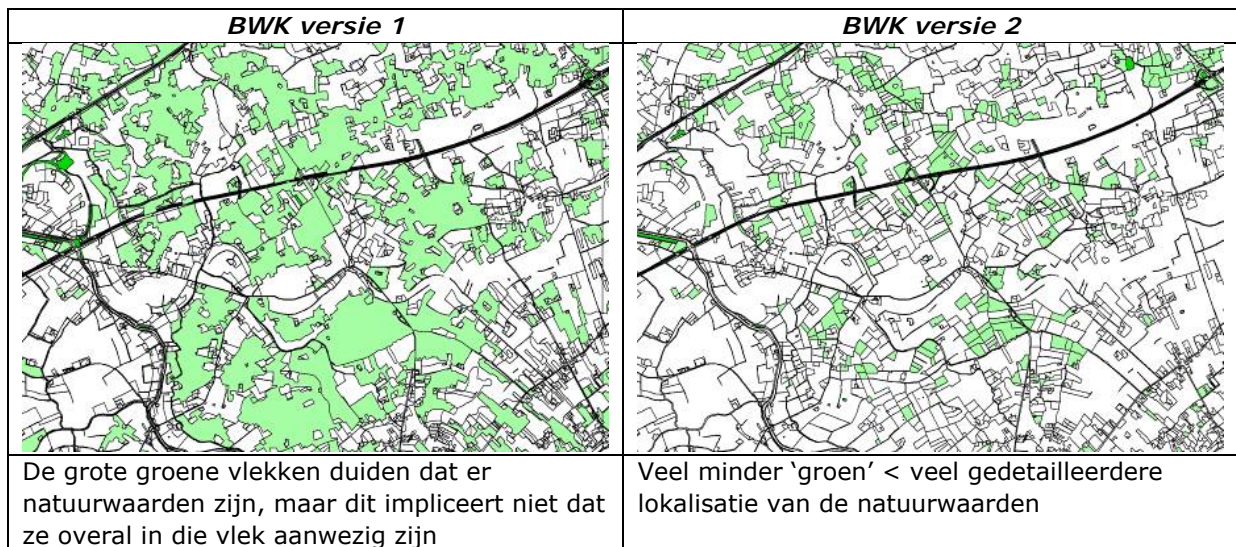 BWK versie 1
BWK versie 2
De grote groene vlekken duiden dat er
natuurwaarden zijn, maar dit impliceert niet dat
ze overal in die vlek aanwezig zijn
Veel minder ‘groen’ < veel gedetailleerdere
lokalisatie van de natuurwaarden